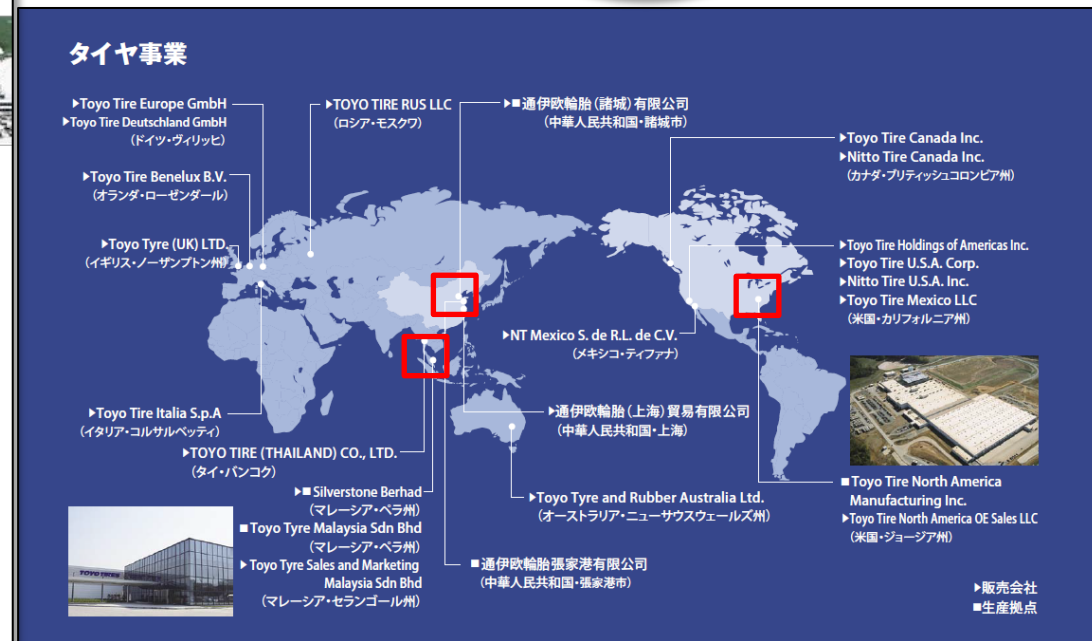 タイヤ事業
▶Toyo Tire Europe GmbH
▶Toyo Tire Deutschland GmbH
(ドイツ・ヴィリッヒ)
▶Toyo Tire Benelux B.V.
(オランダ・ローゼンダール)
▶Toyo Tyre (UK) LTD.
(イギリス・ノーザンプトン州)
▶Toyo Tire Italia S.p.A
(イタリア・コルサルベッティ)
▶TOYO TIRE RUS LLC
(ロシア・モスクワ)
▶■通伊欧輪胎(諸城)有限公司
(中華人民共和国・諸城市)
▶Toyo Tire Canada Inc.
▶Nitto Tire Canada Inc.
(カナダ・ブリティッシュコロンビア州)
▶Toyo Tire Holdings of Americas Inc.
▶Toyo Tire U.S.A. Corp.
▶Nitto Tire U.S.A. Inc.
▶Toyo Tire Mexico LLC
(米国・カリフォルニア州)
▶NT Mexico S. de R.L. de C.V.
(メキシコ・ティファナ)
▶通伊欧輪胎(上海)貿易有限公司
(中華人民共和国・上海)
▶TOYO TIRE (THAILAND) CO., LTD.
(タイ・バンコク)
▶■Silverstone Berhad
(マレーシア・ペラ州)
■Toyo Tyre Malaysia Sdn Bhd
(マレーシア・ペラ州)
▶Toyo Tyre Sales and Marketing
Malaysia Sdn Bhd
(マレーシア・セランゴール州)
▶Toyo Tyre and Rubber Australia Ltd.
(オーストラリア・ニューサウスウェールズ州)
■通伊欧輪胎張家港有限公司
(中華人民共和国・張家港市)
■Toyo Tire North America
Manufacturing Inc.
▶Toyo Tire North America OE Sales LLC
(米国・ジョージア州)
TOYO TIRES
▶販売会社
■生産拠点